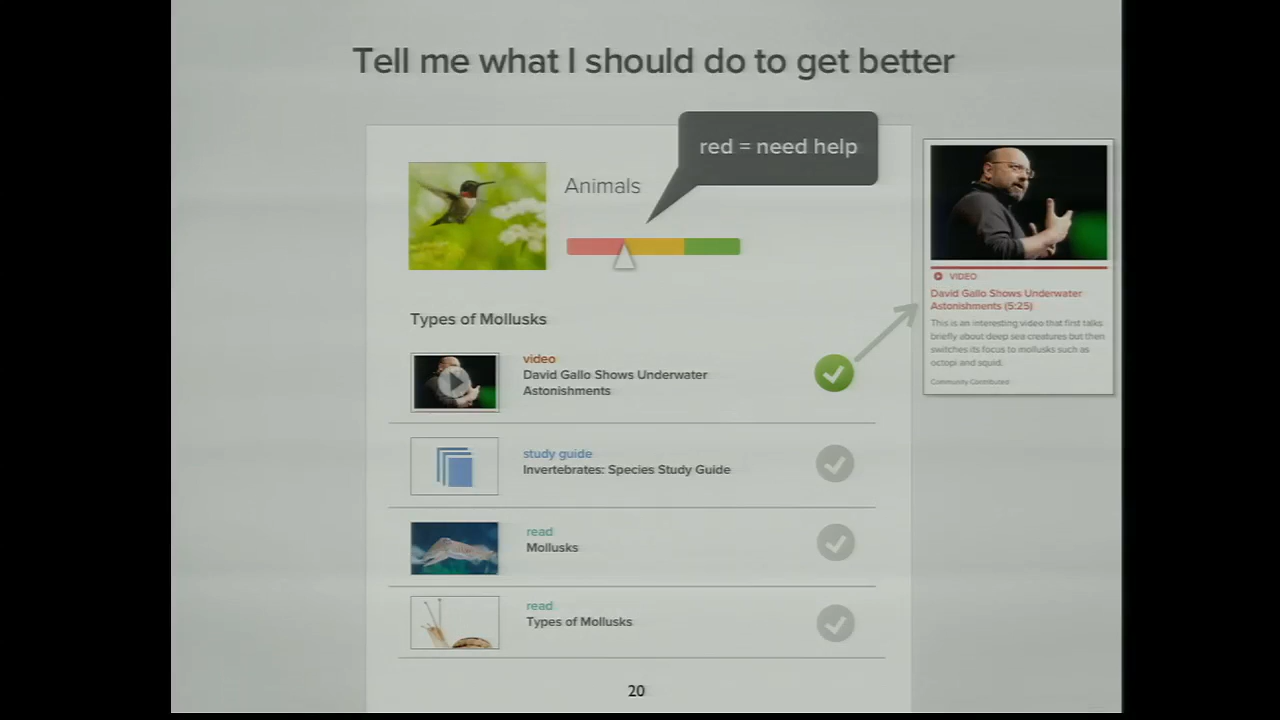 Tell me what I should do to get better
red = need help
Animals
Types of Mollusks
video
David Gallo Shows Underwater
Astonishments
study guide
Invertebrates: Species Study Guide
read
Mollusks
read
Types of Mollusks
VIDEO
David Gallo Shows Underwater
Astonishments (5:25)
This is an interesting video that first talks
briefly about deep sea creatures but then
switches its focus to mollusks such as
octopi and squid.
Community Contributed
20